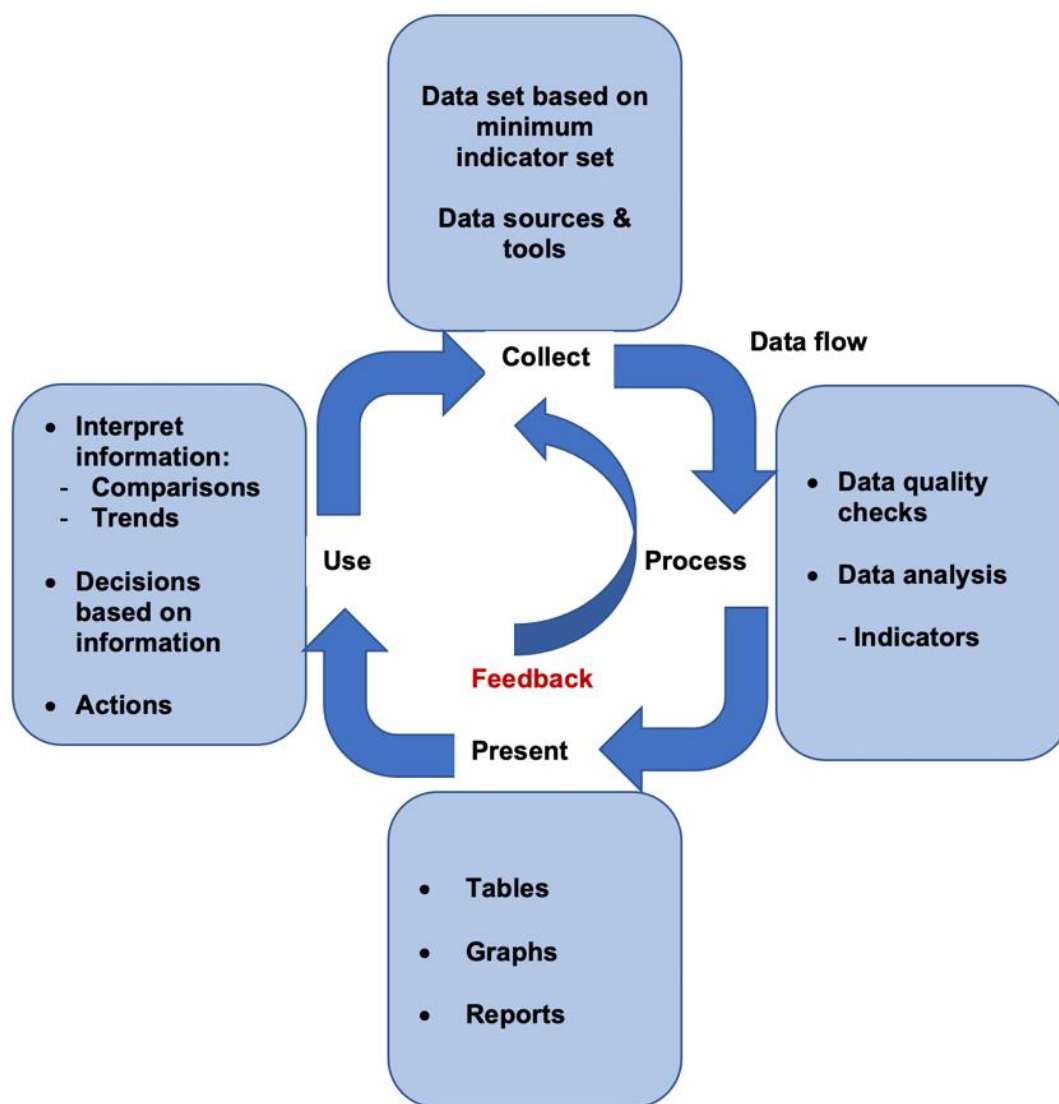 Data set based on
minimum
indicator set
Data sources &
tools
Collect
Data flow
• Interpret
information:
- Comparisons
- Trends
• Decisions
based on
information
• Actions
Use
Process
• Data quality
checks
• Data analysis
- Indicators
Feedback
Present
• Tables
• Graphs
• Reports